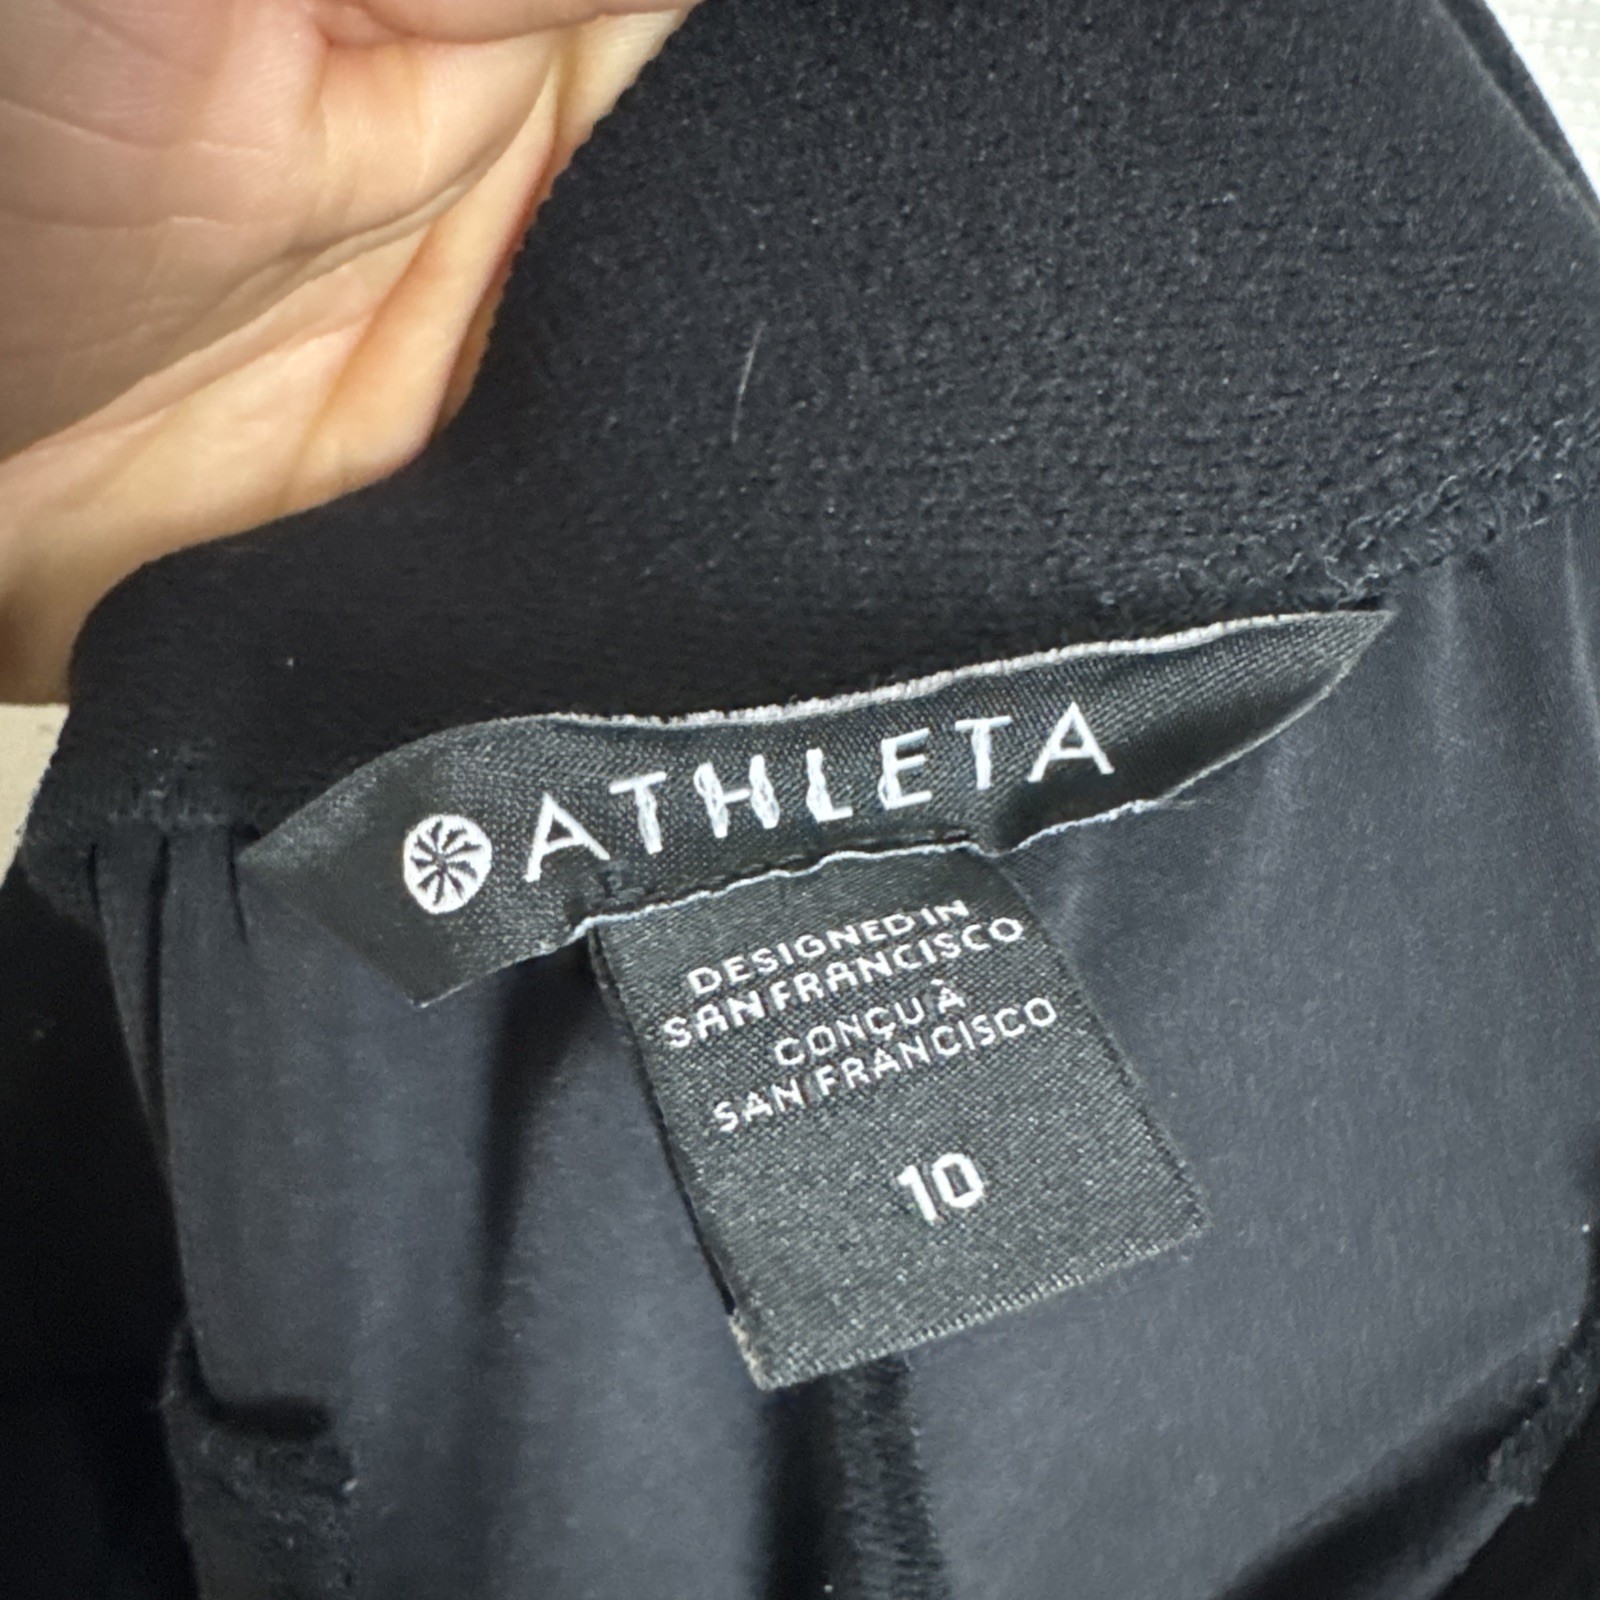 ATHLETA
DESIGNED IN
SAN FRANCISCO
CONÇU À
SAN FRANCISCO
10